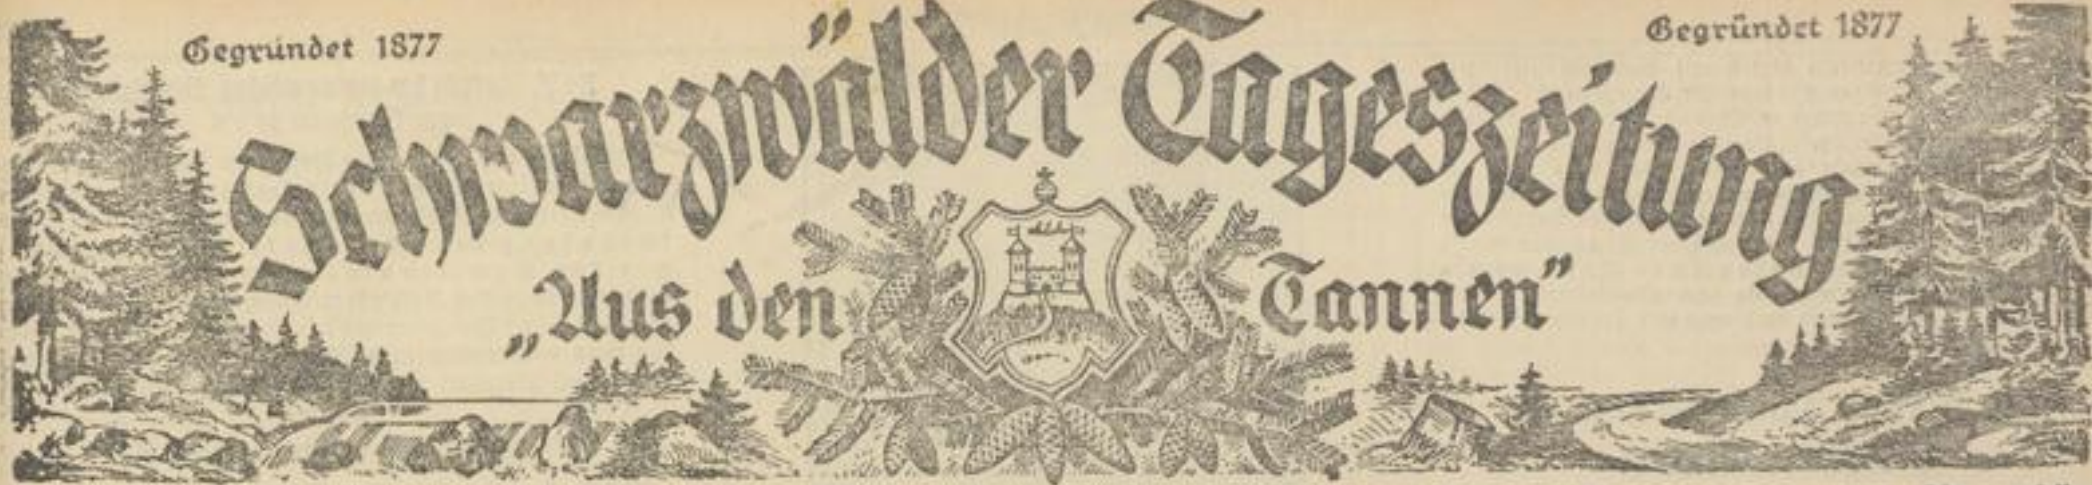 Gegründet 1877
Gegründet 1877
Schwarzwälder Tageszeitung
„Aus den Tannen“